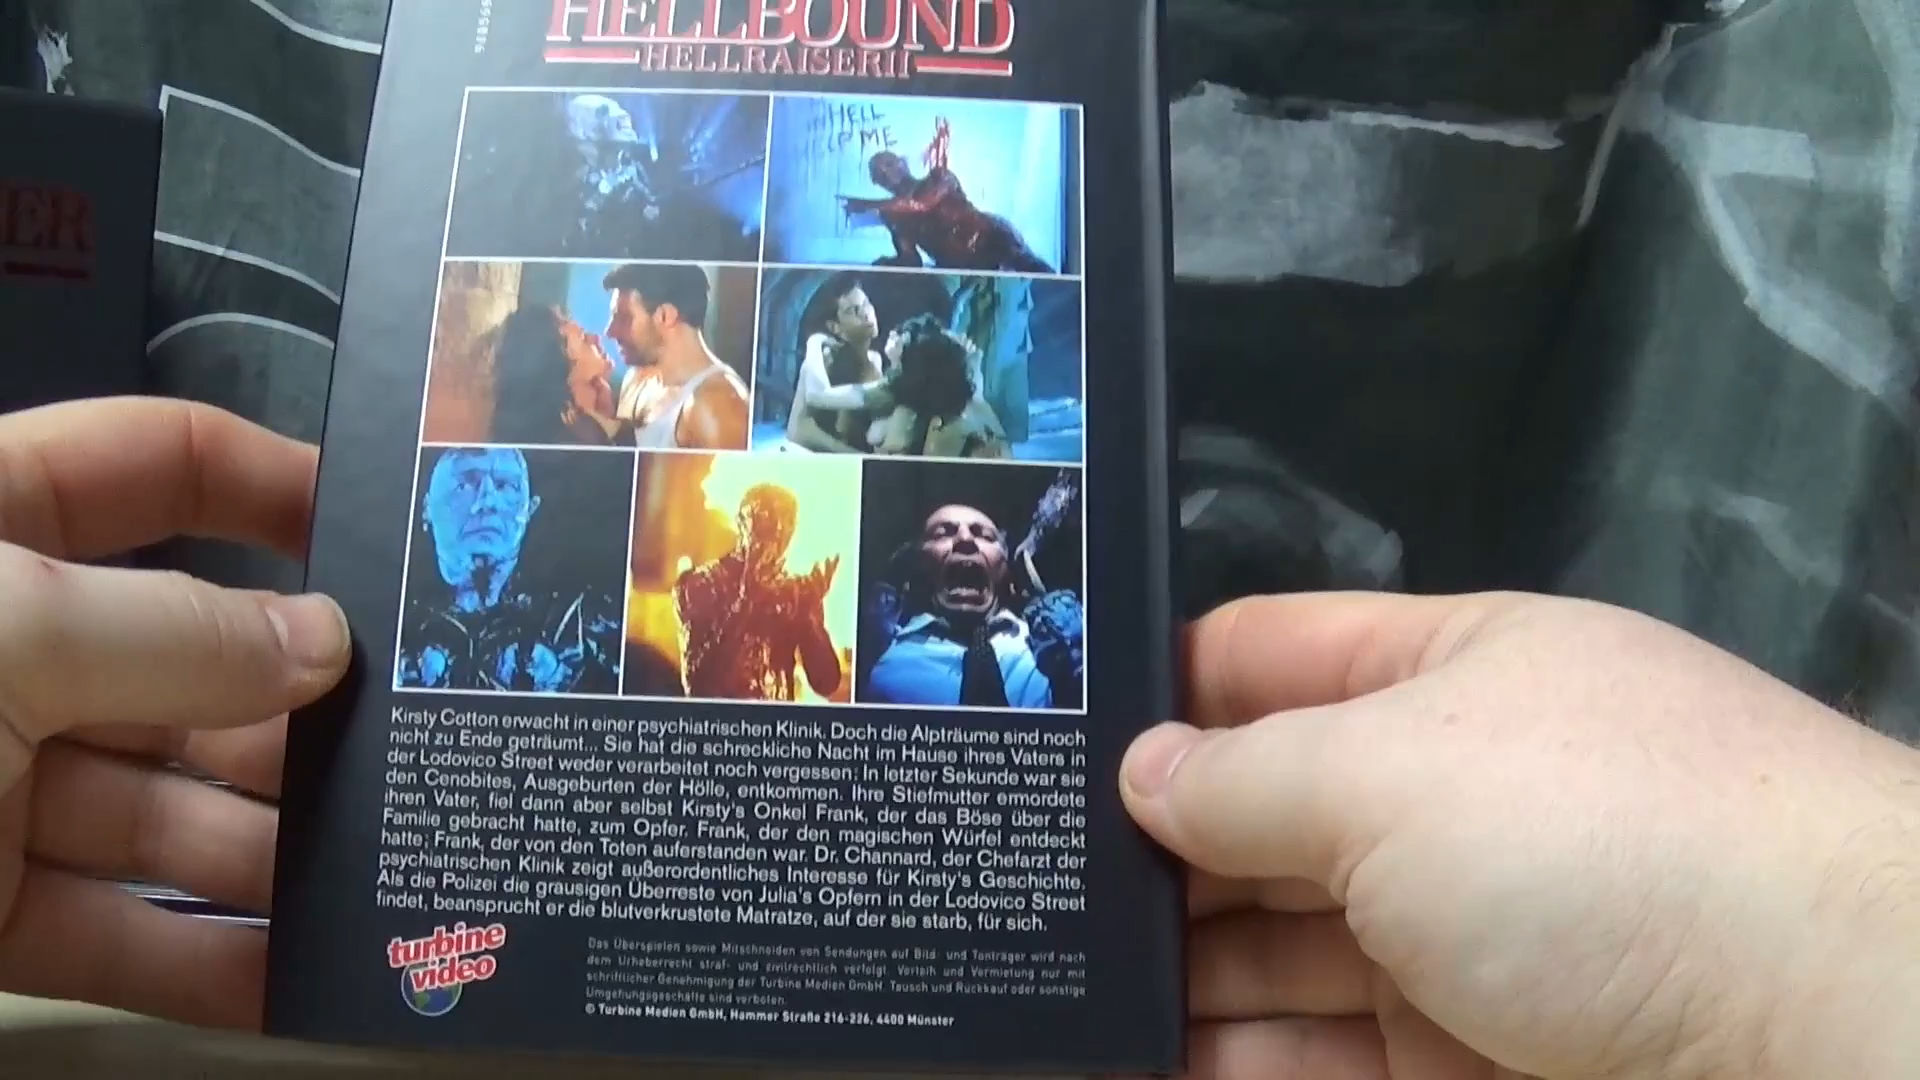 HELLBOUND
HELLRAISER II
ER
HELL
HELP ME
Kirsty Cotton erwacht in einer psychiatrischen Klinik. Doch die Alpträume sind noch
nicht zu Ende geträumt... Sie hat die schreckliche Nacht im Hause ihres Vaters in
der Lodovico Street weder verarbeitet noch vergessen: In letzter Sekunde war sie
den Cenobites, Ausgeburten der Hölle, entkommen. Ihre Stiefmutter ermordete
ihren Vater, fiel dann aber selbst Kirsty's Onkel Frank, der das Böse über die
Familie gebracht hatte, zum Opfer. Frank, der den magischen Würfel entdeckt
hatte; Frank, der von den Toten auferstanden war. Dr. Channard, der Chefarzt der
psychiatrischen Klinik zeigt außerordentliches Interesse für Kirsty's Geschichte.
Als die Polizei die grausigen Überreste von Julia's Opfern in der Lodovico Street
findet, beansprucht er die blutverkrustete Matratze, auf der sie starb, für sich.
turbine
video
Das Überspielen sowie Mitschneiden von Sendungen auf Bild- und Tonträger wird nach
dem Urheberrecht straf- und zivilrechtlich verfolgt. Verleih und Vermietung nur mit
schriftlicher Genehmigung der Turbine Medien GmbH. Tausch und Rückkauf oder sonstige
Umgehungsgeschäfte sind verboten.
© Turbine Medien GmbH, Hammer Straße 216-226, 4400 Münster